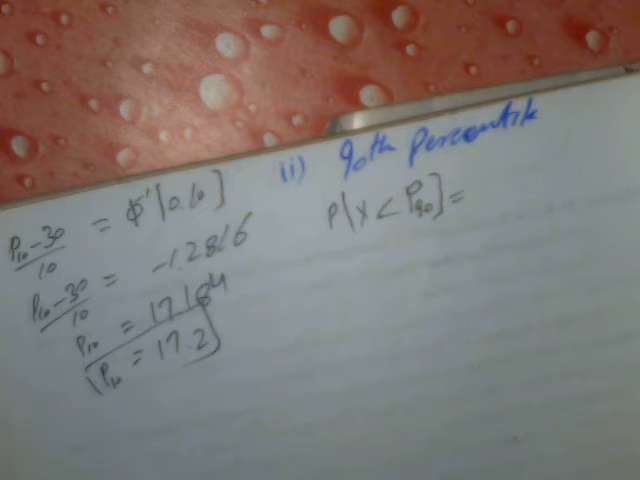 P10-30/10 = Φ⁻¹[0.10]
P10-30/10 = -1.2816
P10 = 17.184
P10 = 17.2
ii) 90th percentile
P[X < P90] =